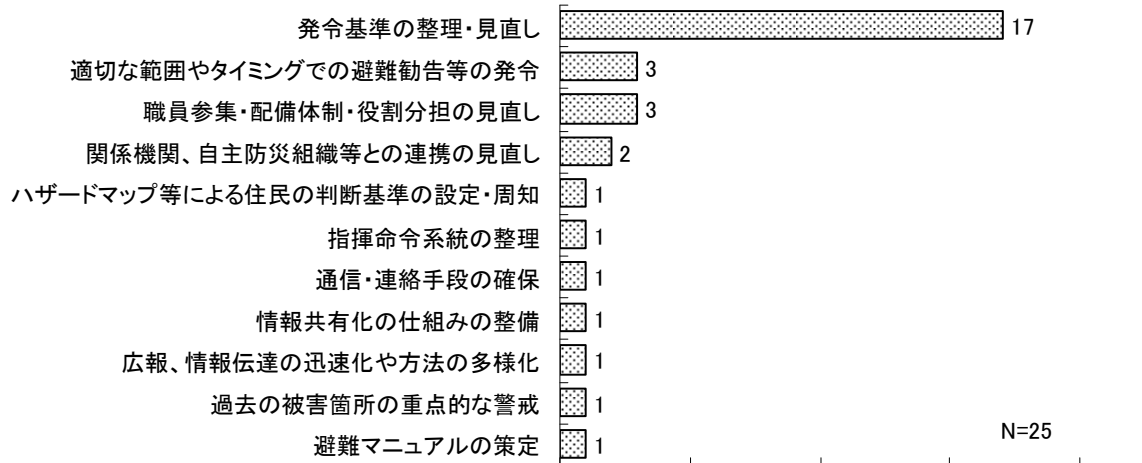 発令基準の整理・見直し 17
適切な範囲やタイミングでの避難勧告等の発令 3
職員参集・配備体制・役割分担の見直し 3
関係機関、自主防災組織等との連携の見直し 2
ハザードマップ等による住民の判断基準の設定・周知 1
指揮命令系統の整理 1
通信・連絡手段の確保 1
情報共有化の仕組みの整備 1
広報、情報伝達の迅速化や方法の多様化 1
過去の被害箇所の重点的な警戒 1
避難マニュアルの策定 1
N=25